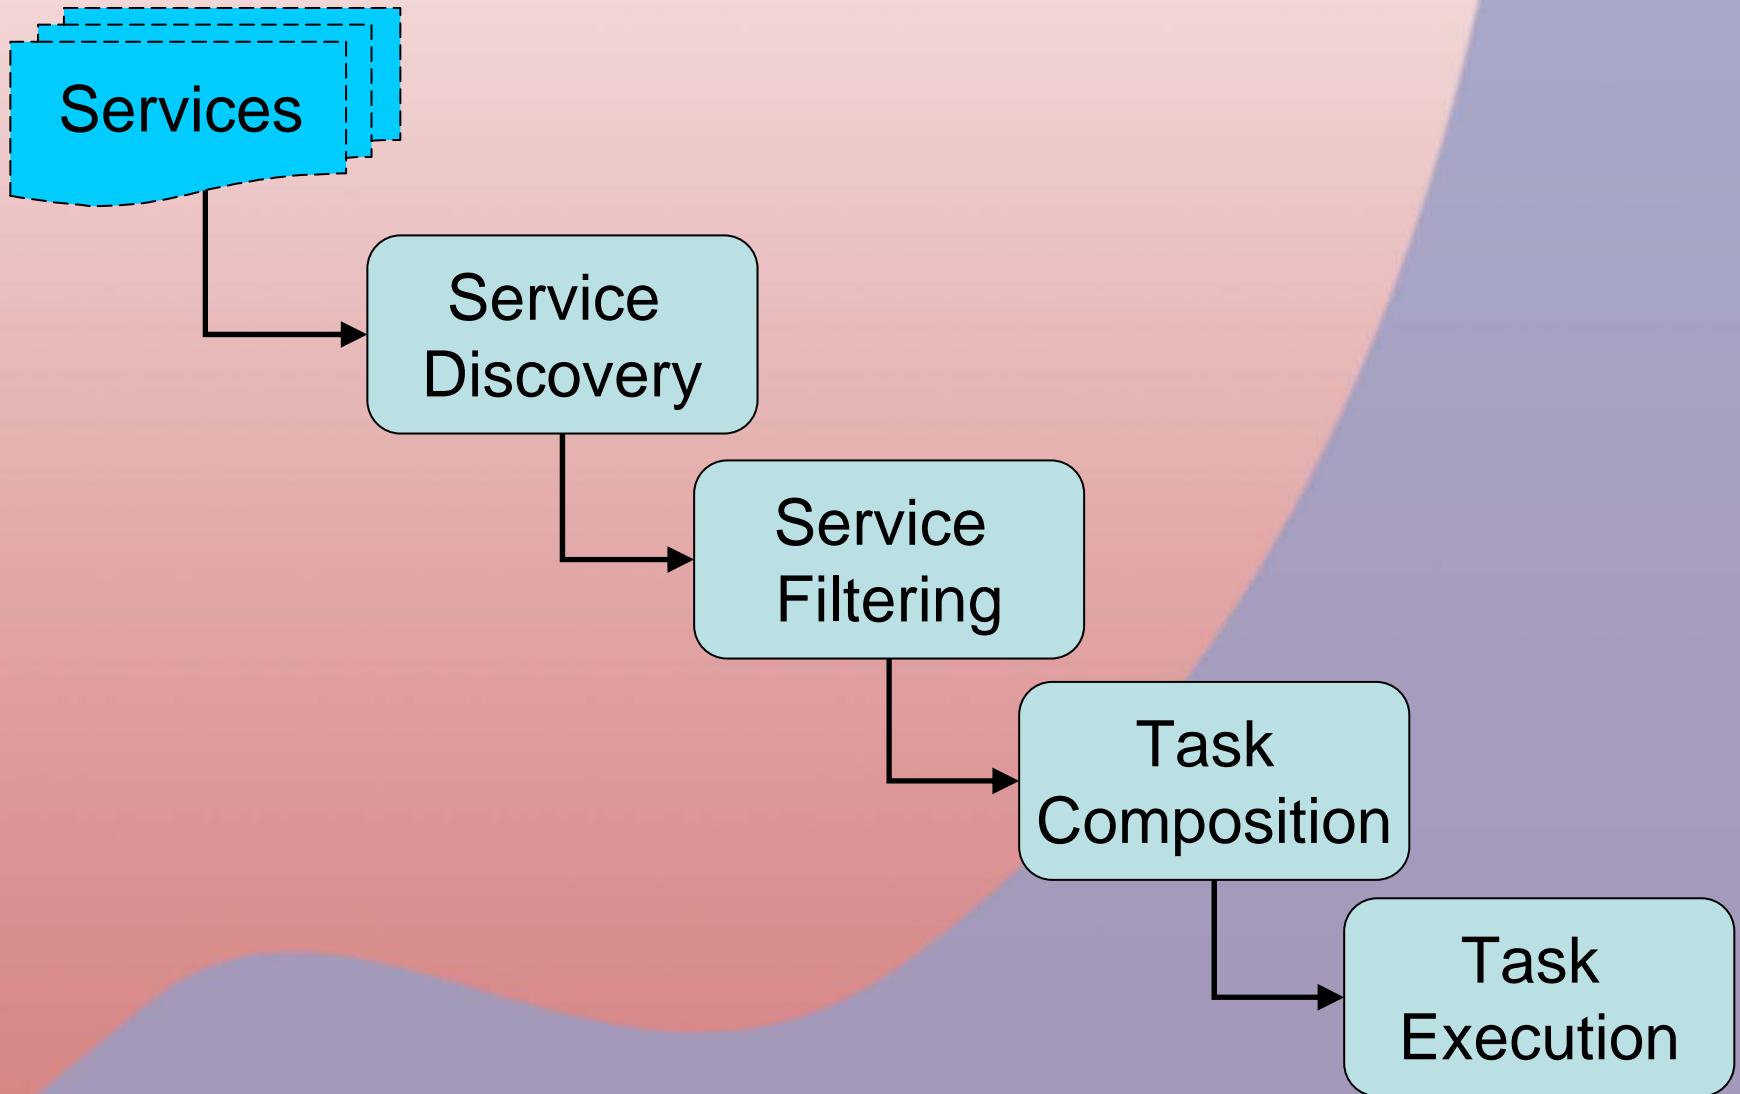 Services
Service
Discovery
Service
Filtering
Task
Composition
Task
Execution